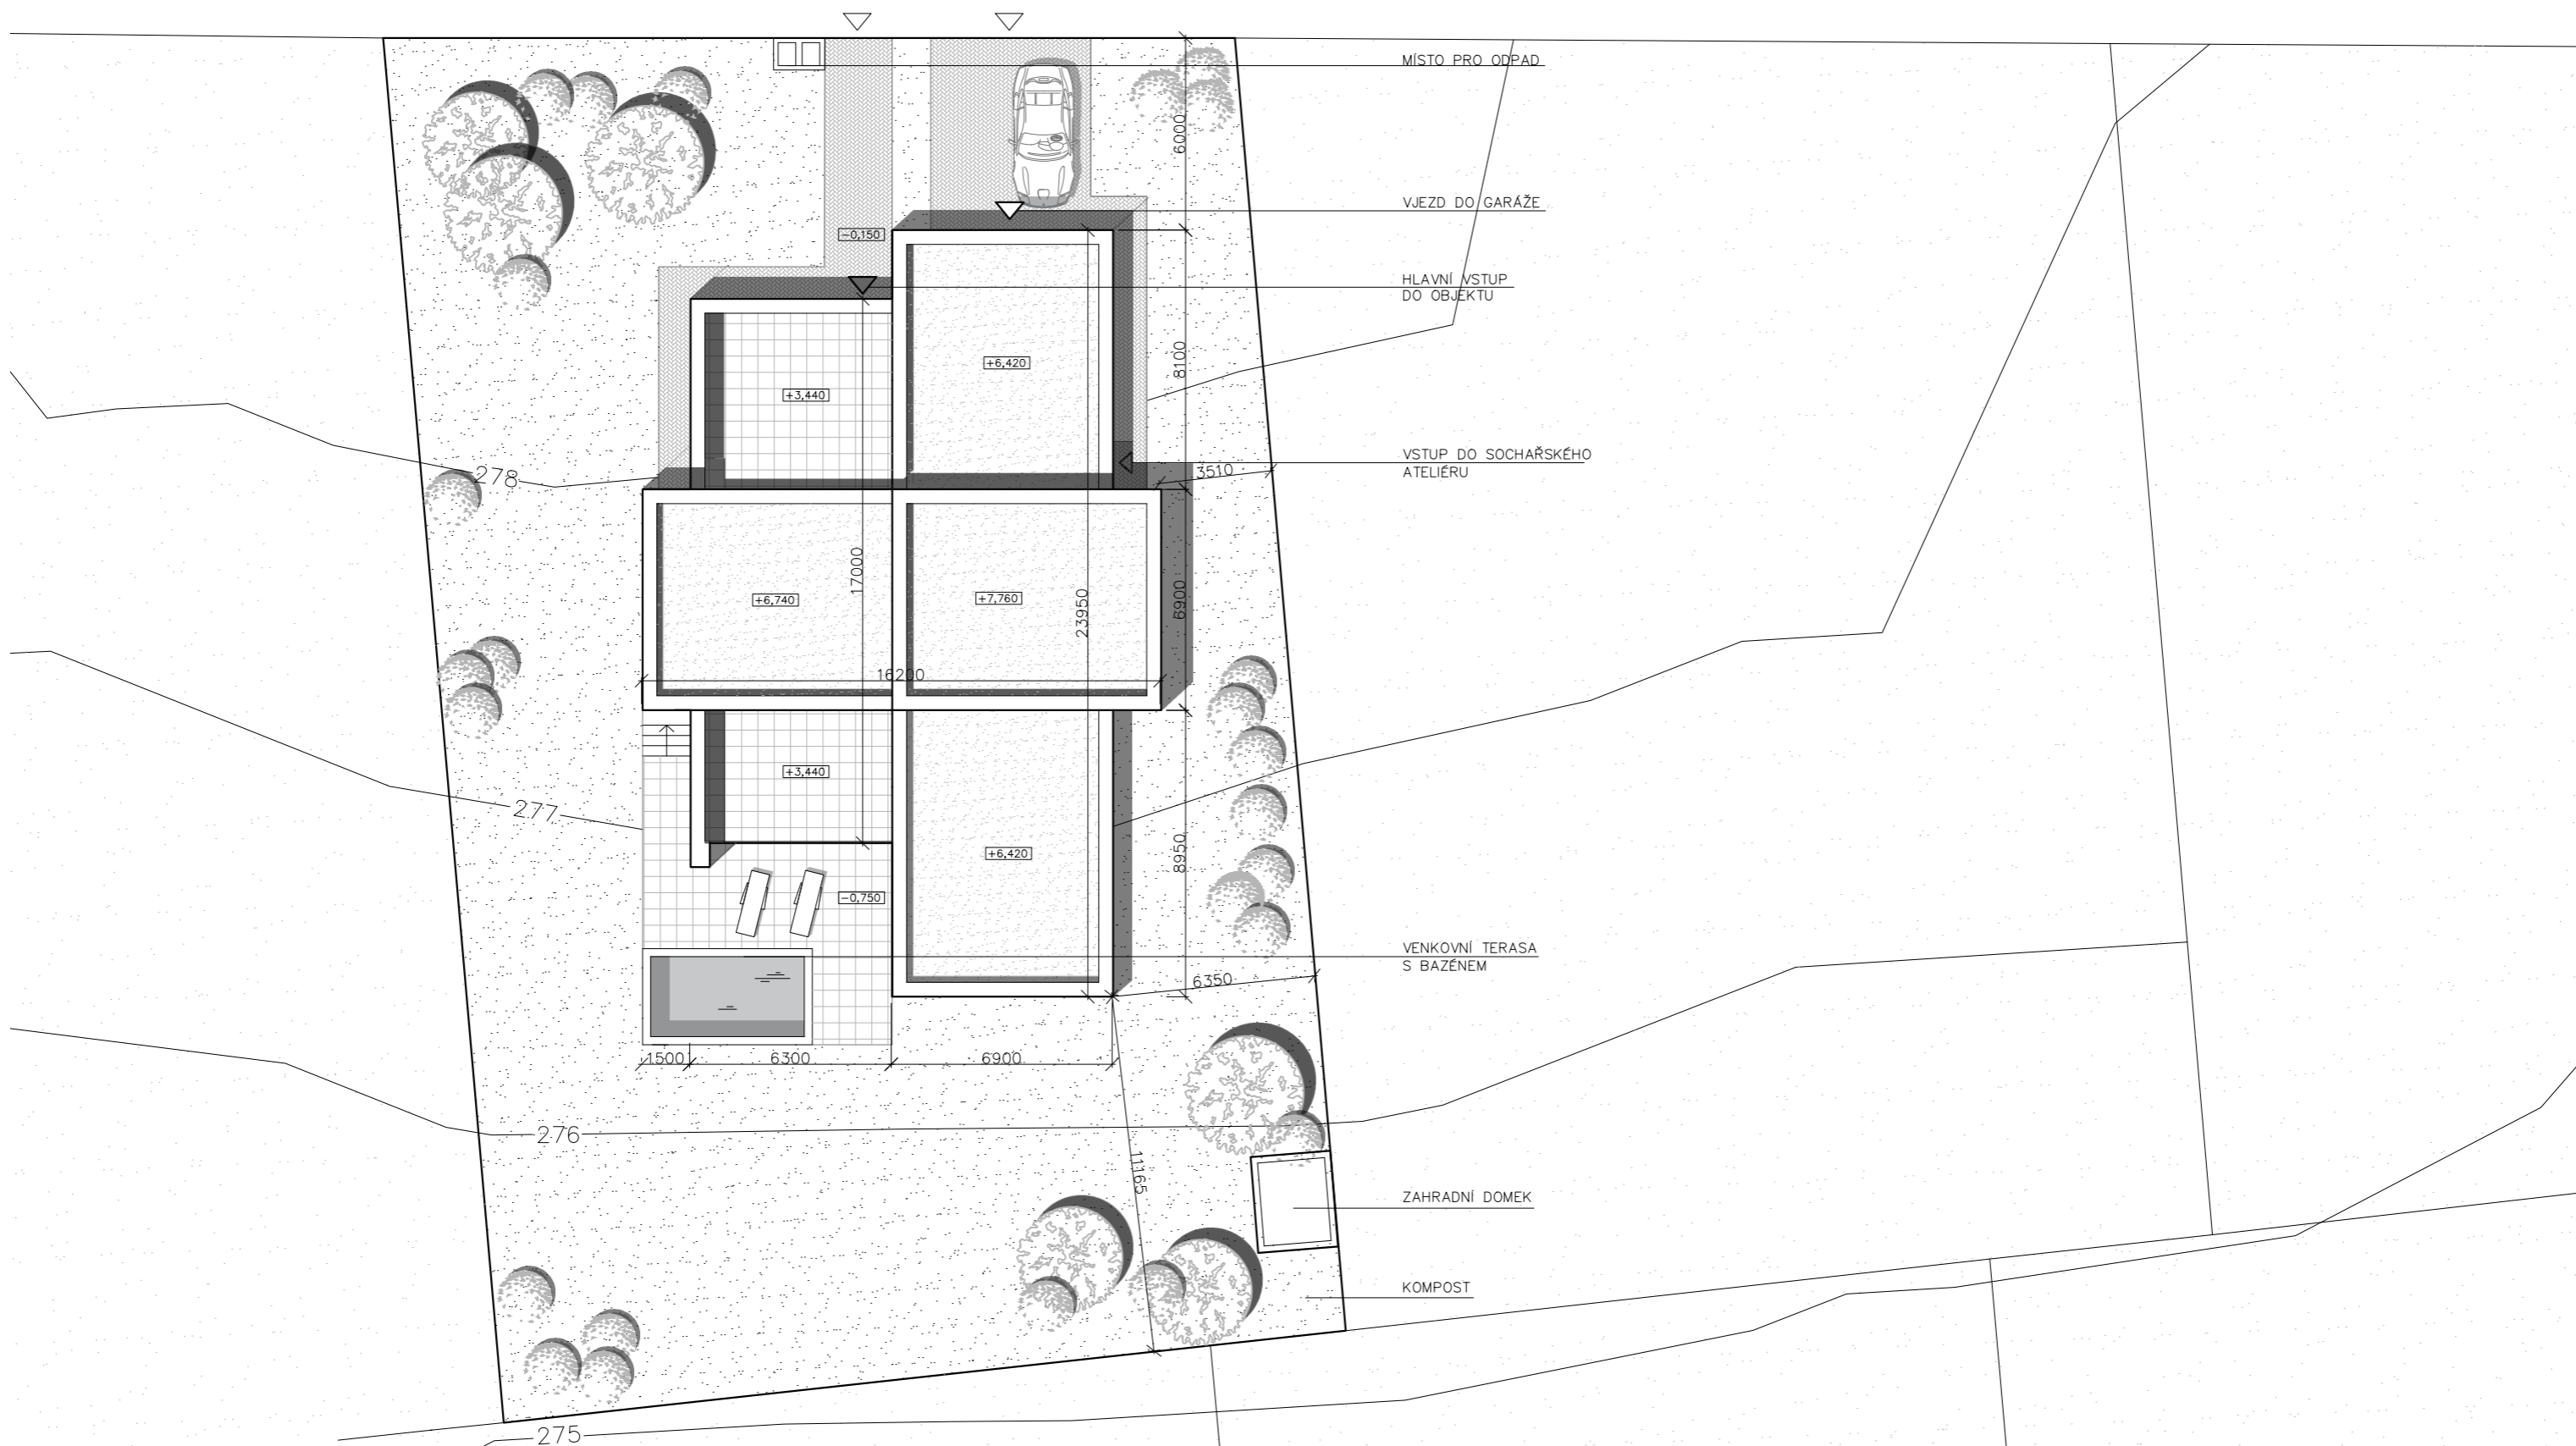 MÍSTO PRO ODPAD
6000
VJEZD DO GARÁŽE
-0,150
HLAVNÍ VSTUP
DO OBJEKTU
+6,420
8100
+3,440
VSTUP DO SOCHAŘSKÉHO
ATELIÉRU
3510
278
17000
+6,740
+7,760
23950
6900
16200
+3,440
277
+6,420
8950
-0,750
VENKOVNÍ TERASA
S BAZÉNEM
6350
1500
6300
6900
276
11165
ZAHRADNÍ DOMEK
KOMPOST
275